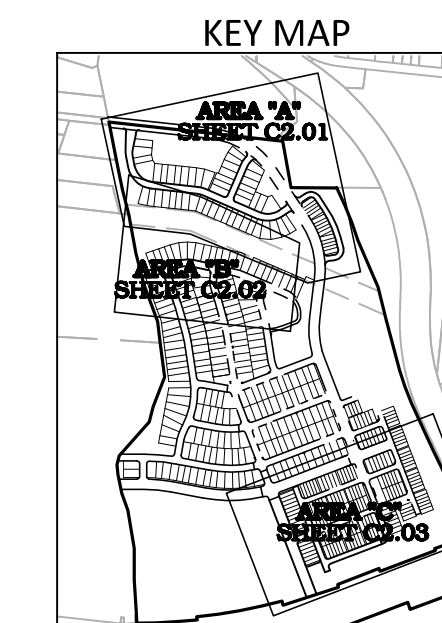 KEY MAP
AREA "A"
SHEET C2.01
AREA "B"
SHEET C2.02
AREA "C"
SHEET C2.03